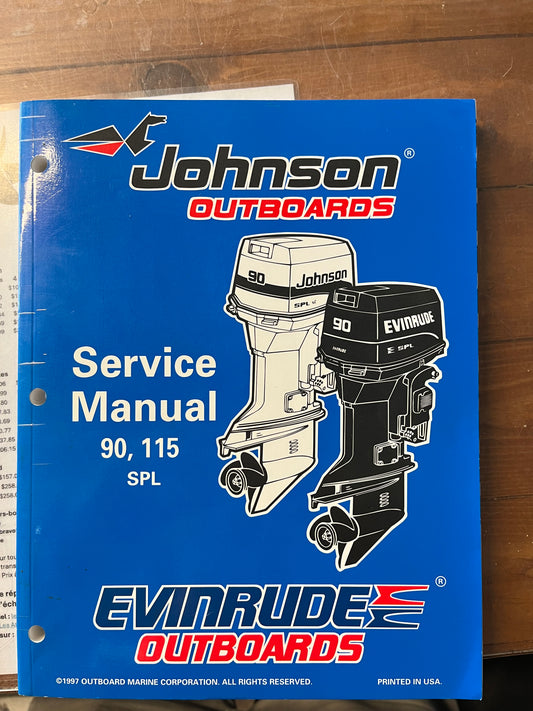 Johnson®
OUTBOARDS
90
Johnson
SPL
90
EVINRUDE
SPL
Service
Manual
90, 115
SPL
EVINRUDE®
OUTBOARDS
©1997 OUTBOARD MARINE CORPORATION. ALL RIGHTS RESERVED.
PRINTED IN USA.